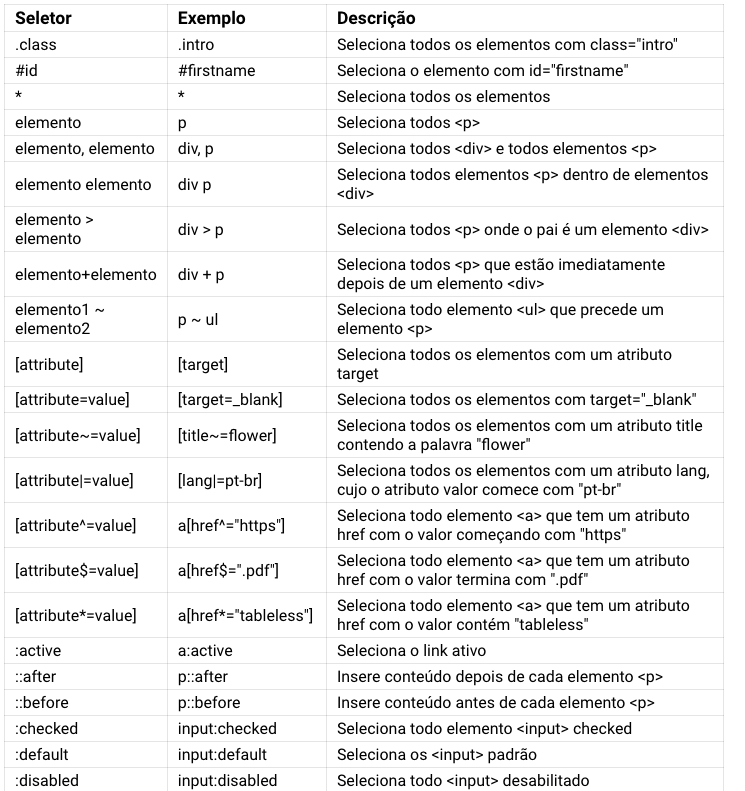 Seletor Exemplo Descrição
.class .intro Seleciona todos os elementos com class="intro"
#id #firstname Seleciona o elemento com id="firstname"
* * Seleciona todos os elementos
elemento p Seleciona todos <p>
elemento, elemento div, p Seleciona todos <div> e todos elementos <p>
elemento elemento div p Seleciona todos elementos <p> dentro de elementos
<div>
elemento >
elemento div > p Seleciona todos <p> onde o pai é um elemento <div>
elemento+elemento div + p Seleciona todos <p> que estão imediatamente
depois de um elemento <div>
elemento1 ~
elemento2 p ~ ul Seleciona todo elemento <ul> que precede um
elemento <p>
[attribute] [target] Seleciona todos os elementos com um atributo
target
[attribute=value] [target=_blank] Seleciona todos os elementos com target="_blank"
[attribute~=value] [title~=flower] Seleciona todos os elementos com um atributo title
contendo a palavra "flower"
[attribute|=value] [lang|=pt-br] Seleciona todos os elementos com um atributo lang,
cujo o atributo valor comece com "pt-br"
[attribute^=value] a[href^="https"] Seleciona todo elemento <a> que tem um atributo
href com o valor começando com "https"
[attribute$=value] a[href$=".pdf"] Seleciona todo elemento <a> que tem um atributo
href com o valor termina com ".pdf"
[attribute*=value] a[href*="tableless"] Seleciona todo elemento <a> que tem um atributo
href com o valor contém "tableless"
:active a:active Seleciona o link ativo
::after p::after Insere conteúdo depois de cada elemento <p>
::before p::before Insere conteúdo antes de cada elemento <p>
:checked input:checked Seleciona todo elemento <input> checked
:default input:default Seleciona os <input> padrão
:disabled input:disabled Seleciona todo <input> desabilitado